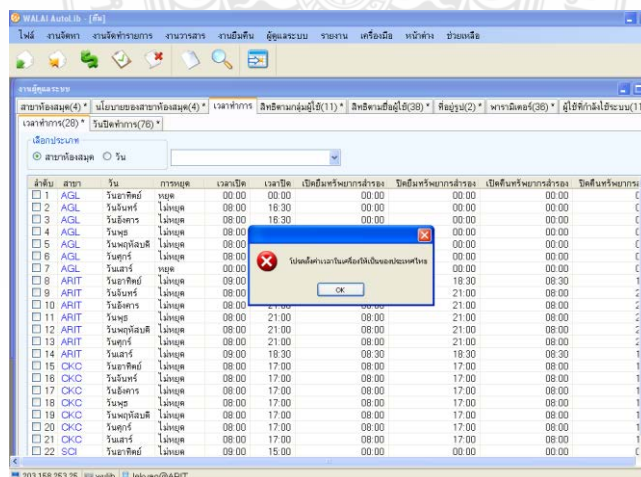 WALAI AutoLib - [คืน]
ไฟล์ งานจัดหา งานจัดทำรายการ งานวารสาร งานยืมคืน ผู้ดูแลระบบ รายงาน เครื่องมือ หน้าต่าง ช่วยเหลือ
งานผู้ดูแลระบบ
สาขาห้องสมุด(4) * นโยบายของสาขาห้องสมุด(4) * เวลาทำการ สิทธิตามกลุ่มผู้ใช้(11) * สิทธิตามชื่อผู้ใช้(38) * ที่อยู่รูป(2) * พารามิเตอร์(36) * ผู้ใช้ที่กำลังใช้ระบบ(11
เวลาทำการ(28) * วันปิดทำการ(76) *
เลือกประเภท
สาขาห้องสมุด วัน
ลำดับ สาขา วัน การหยุด เวลาเปิด เวลาปิด เปิดยืมทรัพยากรสำรอง ปิดยืมทรัพยากรสำรอง เปิดคืนทรัพยากรสำรอง ปิดคืนทรัพยากรส
1 AGL วันอาทิตย์ หยุด 00:00 00:00 00:00 00:00 00:00
2 AGL วันจันทร์ ไม่หยุด 08:00 16:30 00:00 00:00 00:00
3 AGL วันอังคาร ไม่หยุด 08:00 16:30 00:00 00:00 00:00
4 AGL วันพุธ ไม่หยุด 08:00 00:00 00:00
5 AGL วันพฤหัสบดี ไม่หยุด 08:00 00:00 00:00
6 AGL วันศุกร์ ไม่หยุด 08:00 00:00 00:00
7 AGL วันเสาร์ หยุด 00:00 00:00 00:00
8 ARIT วันอาทิตย์ ไม่หยุด 09:00 18:30 08:30
9 ARIT วันจันทร์ ไม่หยุด 08:00 21:00 08:00
10 ARIT วันอังคาร ไม่หยุด 08:00 21:00 08:00 21:00 08:00
11 ARIT วันพุธ ไม่หยุด 08:00 21:00 08:00 21:00 08:00
12 ARIT วันพฤหัสบดี ไม่หยุด 08:00 21:00 08:00 21:00 08:00
13 ARIT วันศุกร์ ไม่หยุด 08:00 21:00 08:00 21:00 08:00
14 ARIT วันเสาร์ ไม่หยุด 09:00 18:30 18:30 08:30
15 CKC วันอาทิตย์ ไม่หยุด 08:00 17:00 08:00 17:00 08:00
16 CKC วันจันทร์ ไม่หยุด 08:00 17:00 08:00 17:00 08:00
17 CKC วันอังคาร ไม่หยุด 08:00 17:00 08:00 17:00 08:00
18 CKC วันพุธ ไม่หยุด 08:00 17:00 08:00 17:00 08:00
19 CKC วันพฤหัสบดี ไม่หยุด 08:00 17:00 08:00 17:00 08:00
20 CKC วันศุกร์ ไม่หยุด 08:00 17:00 08:00 17:00 08:00
21 CKC วันเสาร์ ไม่หยุด 08:00 17:00 08:00 17:00 08:00
22 SCI วันอาทิตย์ ไม่หยุด 09:00 15:00 00:00 00:00 00:00
โปรดตั้งค่าเวลาในเครื่องให้เป็นของประเทศไทย
OK